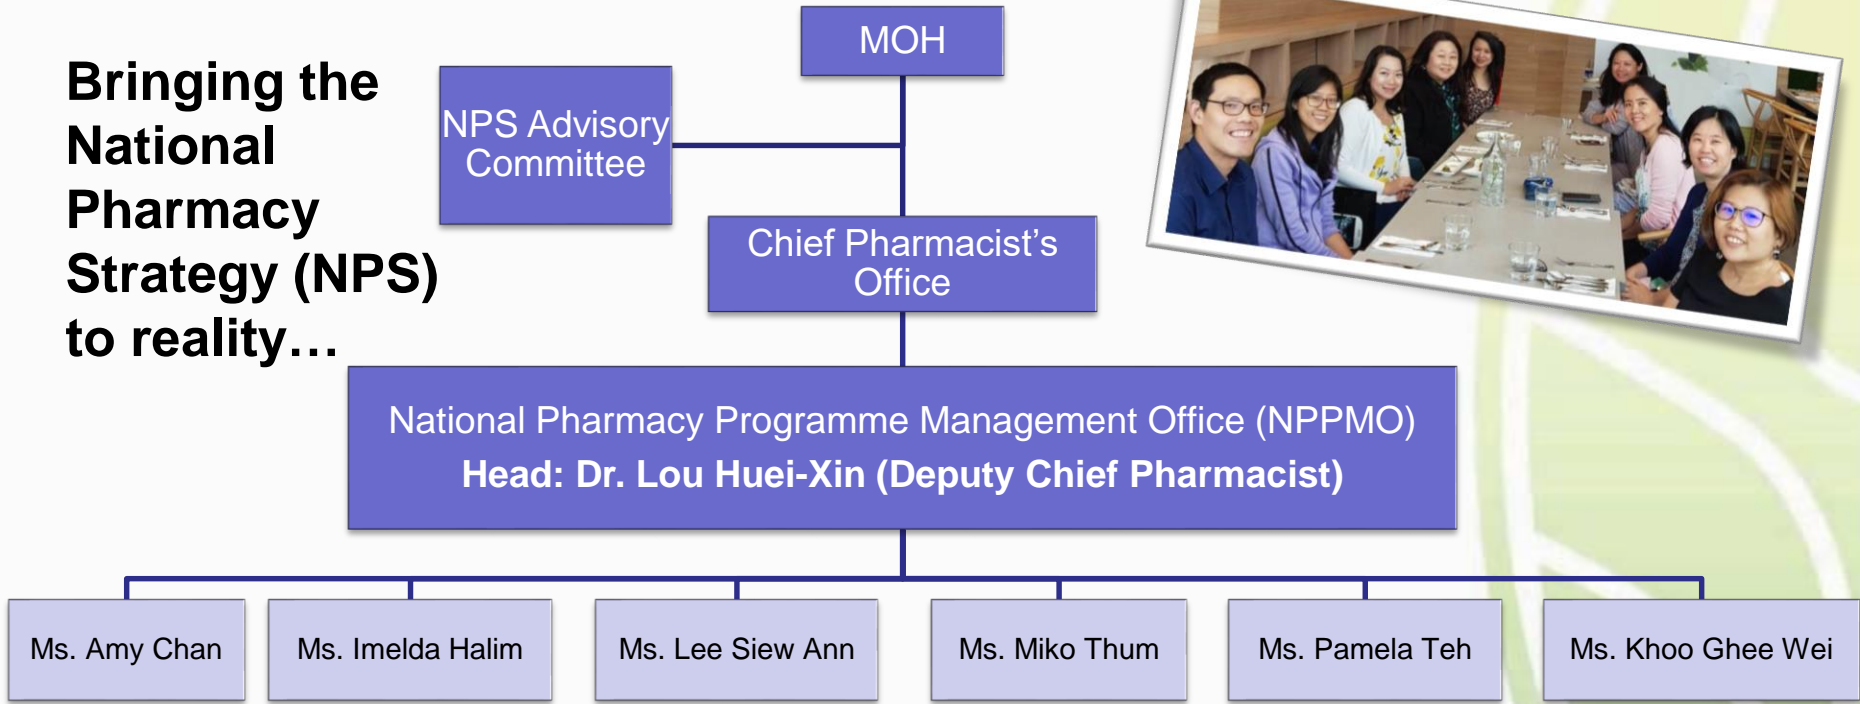 Bringing the
National
Pharmacy
Strategy (NPS)
to reality…
MOH
NPS Advisory
Committee
Chief Pharmacist’s
Office
National Pharmacy Programme Management Office (NPPMO)
Head: Dr. Lou Huei-Xin (Deputy Chief Pharmacist)
Ms. Amy Chan
Ms. Imelda Halim
Ms. Lee Siew Ann
Ms. Miko Thum
Ms. Pamela Teh
Ms. Khoo Ghee Wei